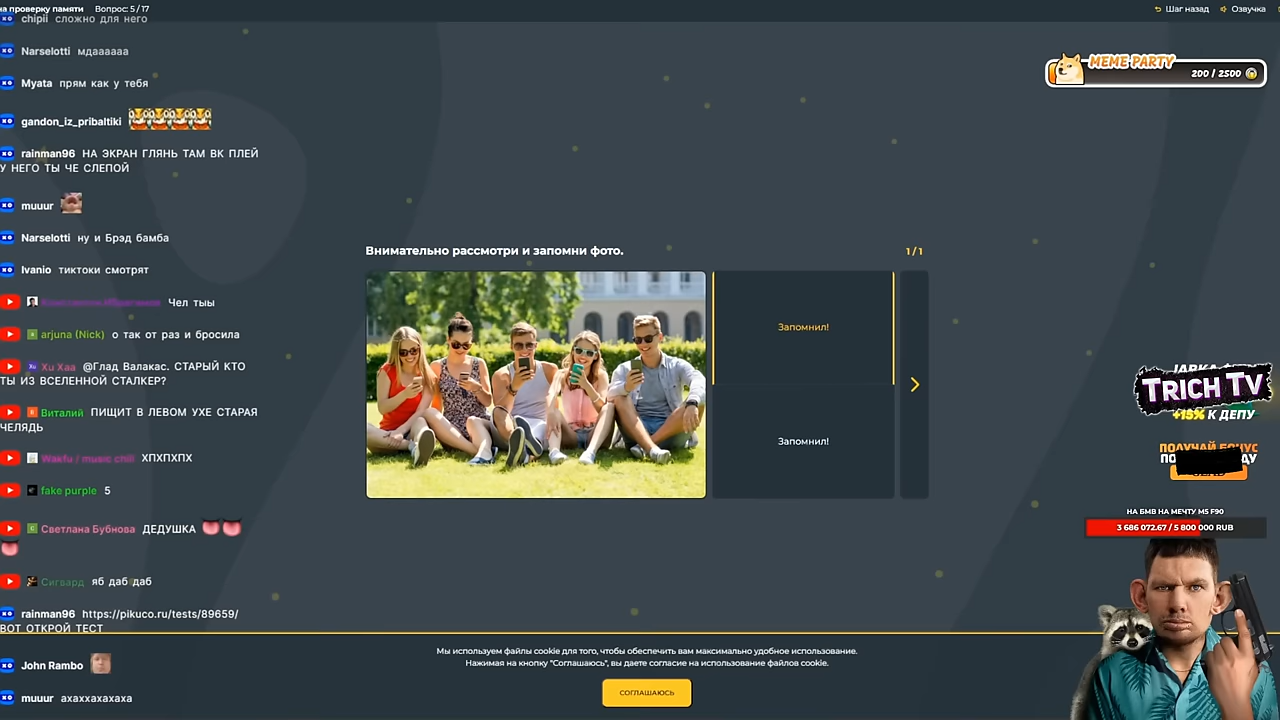 на проверку памяти Вопрос: 5 / 17
Шаг назад Озвучка
chipii сложно для него
Narselotti мдаааааа
Myata прям как у тебя
gandon_iz_pribaltiki
rainman96 НА ЭКРАН ГЛЯНЬ ТАМ ВК ПЛЕЙ
У НЕГО ТЫ ЧЕ СЛЕПОЙ
muuur
Narselotti ну и Брэд бамба
Ivanio тиктоки смотрят
Чел тыы
arjuna (Nick) о так от раз и бросила
Xu Xaa @Глад Валакас. СТАРЫЙ КТО
ТЫ ИЗ ВСЕЛЕННОЙ СТАЛКЕР?
Виталий ПИЩИТ В ЛЕВОМ УХЕ СТАРАЯ
ЧЕЛЯДЬ
Wakfu / music chill ХПХПХПХ
fake purple 5
Светлана Бубнова ДЕДУШКА
Сигвард яб даб даб
rainman96 https://pikuco.ru/tests/89659/
ВОТ ОТКРОЙ ТЕСТ
John Rambo
muuur ахаххахахаха
Внимательно рассмотри и запомни фото.
1 / 1
Запомнил!
Запомнил!
Мы используем файлы cookie для того, чтобы обеспечить вам максимально удобное использование.
Нажимая на кнопку "Соглашаюсь", вы даете согласие на использование файлов cookie.
СОГЛАШАЮСЬ
MEME PARTY
200 / 2500
TRICH TV
+15% К ДЕПУ
ПОЛУЧАЙ БОНУС
НА БМВ НА МЕЧТУ M5 F90
3 686 072.67 / 5 800 000 RUB